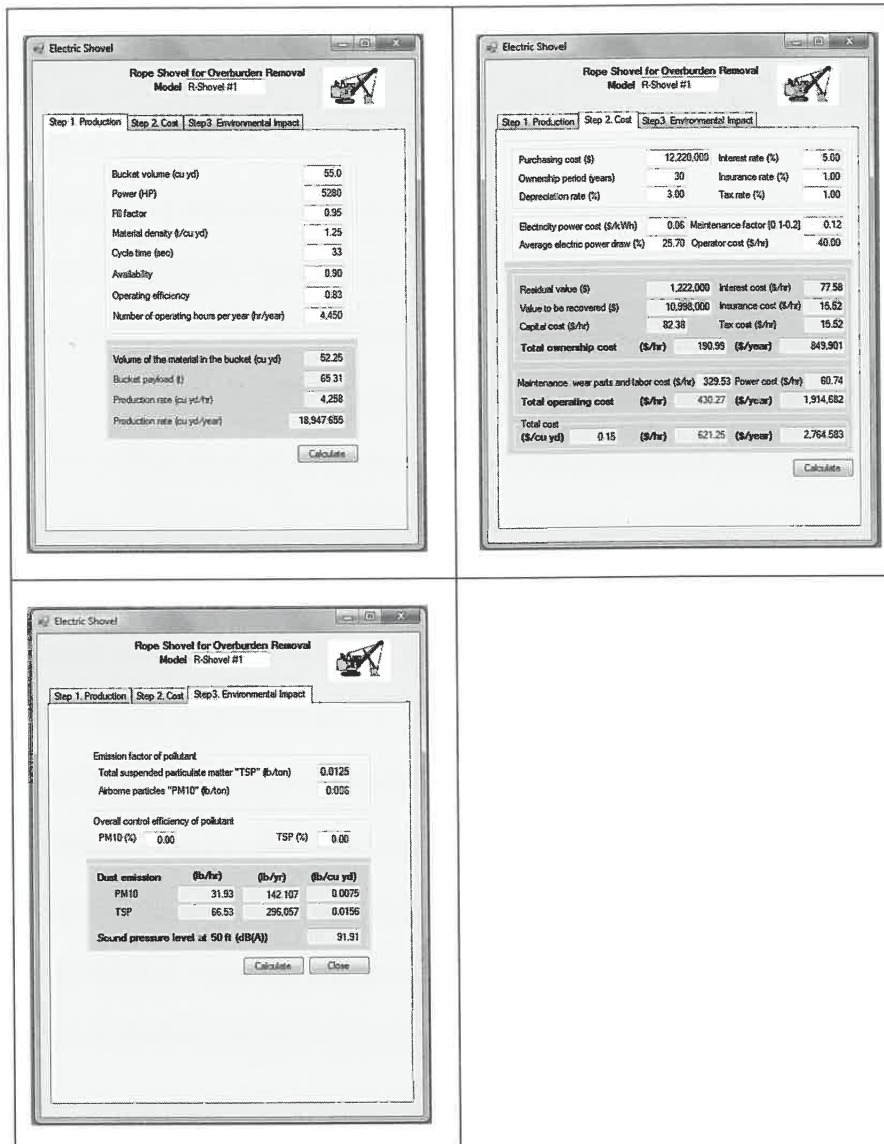 Electric Shovel
Rope Shovel for Overburden Removal
Model R-Shovel #1
Step 1. Production Step 2. Cost Step3. Environmental Impact
Bucket volume (cu yd) 55.0
Power (HP) 5280
Fill factor 0.95
Material density (t/cu yd) 1.25
Cycle time (sec) 33
Availability 0.90
Operating efficiency 0.83
Number of operating hours per year (hr/year) 4,450
Volume of the material in the bucket (cu yd) 52.25
Bucket payload (t) 65.31
Production rate (cu yd/hr) 4,258
Production rate (cu yd/year) 18,947,655
Calculate
Electric Shovel
Rope Shovel for Overburden Removal
Model R-Shovel #1
Step 1. Production Step 2. Cost Step3. Environmental Impact
Purchasing cost ($) 12,220,000 Interest rate (%) 5.00
Ownership period (years) 30 Insurance rate (%) 1.00
Depreciation rate (%) 3.00 Tax rate (%) 1.00
Electricity power cost ($/kWh) 0.06 Maintenance factor [0.1-0.2] 0.12
Average electric power draw (%) 25.70 Operator cost ($/hr) 40.00
Residual value ($) 1,222,000 Interest cost ($/hr) 77.58
Value to be recovered ($) 10,998,000 Insurance cost ($/hr) 15.52
Capital cost ($/hr) 82.38 Tax cost ($/hr) 15.52
Total ownership cost ($/hr) 190.99 ($/year) 849,901
Maintenance, wear parts and labor cost ($/hr) 329.53 Power cost ($/hr) 60.74
Total operating cost ($/hr) 430.27 ($/year) 1,914,682
Total cost
($/cu yd) 0.15 ($/hr) 621.25 ($/year) 2,764,583
Calculate
Electric Shovel
Rope Shovel for Overburden Removal
Model R-Shovel #1
Step 1. Production Step 2. Cost Step3. Environmental Impact
Emission factor of pollutant
Total suspended particulate matter "TSP" (lb/ton) 0.0125
Airborne particles "PM10" (lb/ton) 0.006
Overall control efficiency of pollutant
PM10 (%) 0.00 TSP (%) 0.00
Dust emission (lb/hr) (lb/yr) (lb/cu yd)
PM10 31.93 142,107 0.0075
TSP 66.53 296,057 0.0156
Sound pressure level at 50 ft (dB(A)) 91.91
Calculate Close